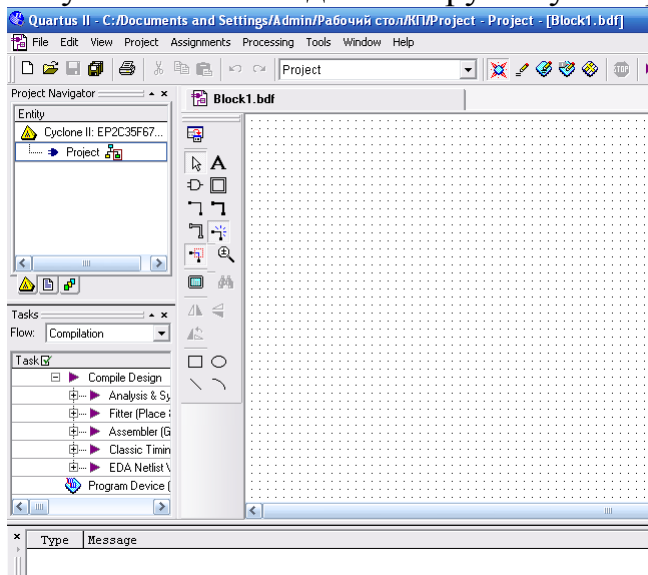 Quartus II - C:/Documents and Settings/Admin/Рабочий стол/КП/Project - Project - [Block1.bdf]
File Edit View Project Assignments Processing Tools Window Help
Project
Project Navigator
Block1.bdf
Entity
Cyclone II: EP2C35F67...
Project
Tasks
Flow: Compilation
Task
Compile Design
Analysis & Sy
Fitter (Place &
Assembler (G
Classic Timin
EDA Netlist
Program Device (
Type Message
A
STOP